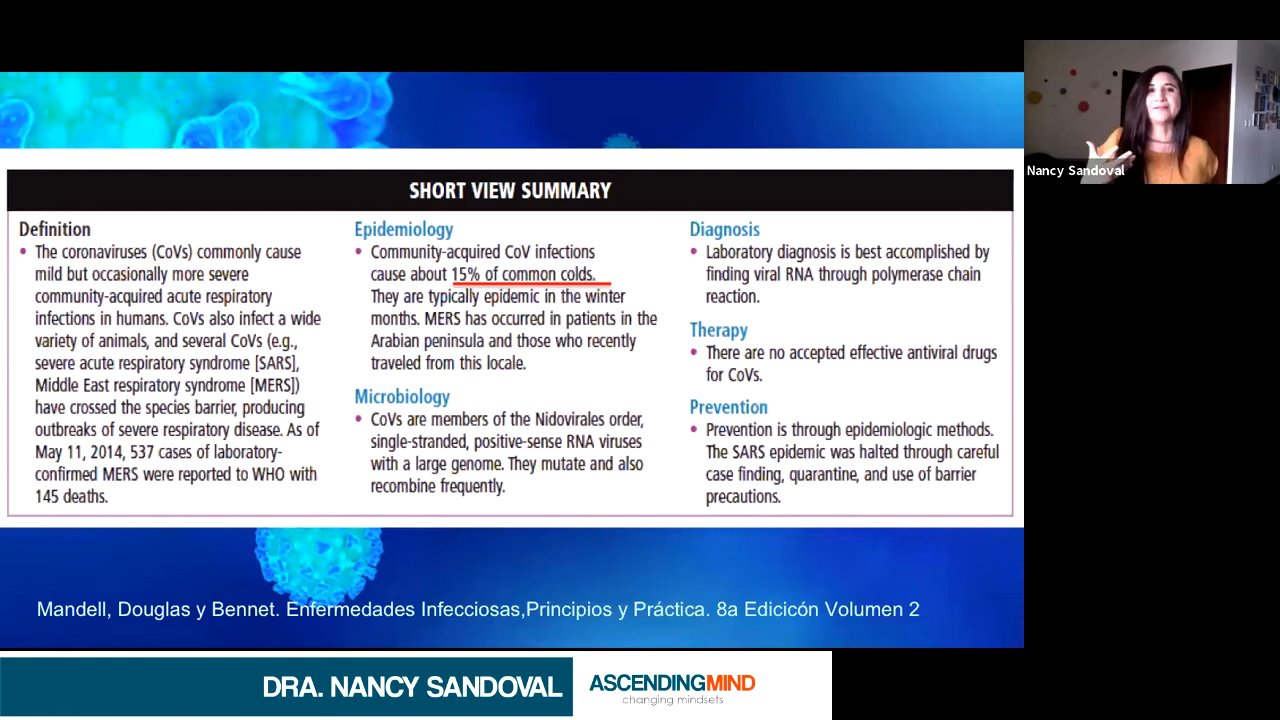 SHORT VIEW SUMMARY
Definition
• The coronaviruses (CoVs) commonly cause
mild but occasionally more severe
community-acquired acute respiratory
infections in humans. CoVs also infect a wide
variety of animals, and several CoVs (e.g.,
severe acute respiratory syndrome [SARS],
Middle East respiratory syndrome [MERS])
have crossed the species barrier, producing
outbreaks of severe respiratory disease. As of
May 11, 2014, 537 cases of laboratory-
confirmed MERS were reported to WHO with
145 deaths.
Epidemiology
• Community-acquired CoV infections
cause about 15% of common colds.
They are typically epidemic in the winter
months. MERS has occurred in patients in the
Arabian peninsula and those who recently
traveled from this locale.
Microbiology
• CoVs are members of the Nidovirales order,
single-stranded, positive-sense RNA viruses
with a large genome. They mutate and also
recombine frequently.
Diagnosis
• Laboratory diagnosis is best accomplished by
finding viral RNA through polymerase chain
reaction.
Therapy
• There are no accepted effective antiviral drugs
for CoVs.
Prevention
• Prevention is through epidemiologic methods.
The SARS epidemic was halted through careful
case finding, quarantine, and use of barrier
precautions.
Nancy Sandoval
Mandell, Douglas y Bennet. Enfermedades Infecciosas,Principios y Práctica. 8a Edicicón Volumen 2
DRA. NANCY SANDOVAL
ASCENDINGMIND
changing mindsets